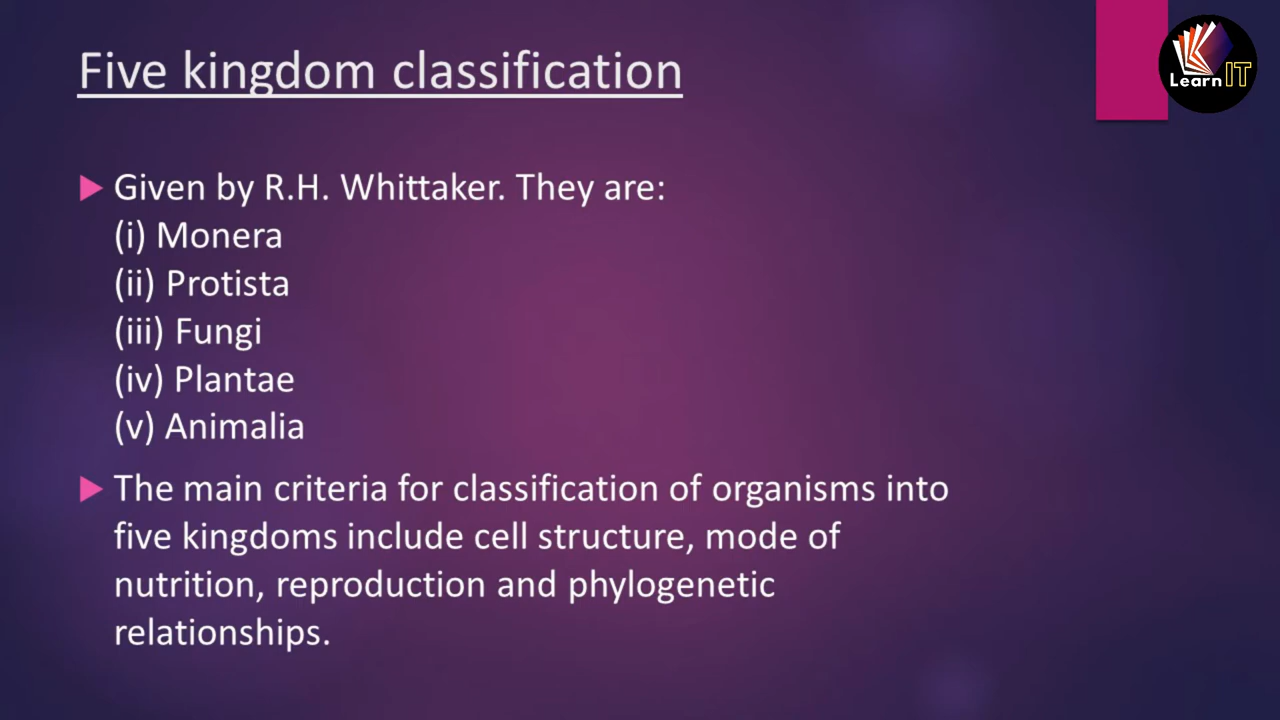 Five kingdom classification
Learn IT
Given by R.H. Whittaker. They are:
(i) Monera
(ii) Protista
(iii) Fungi
(iv) Plantae
(v) Animalia
The main criteria for classification of organisms into
five kingdoms include cell structure, mode of
nutrition, reproduction and phylogenetic
relationships.